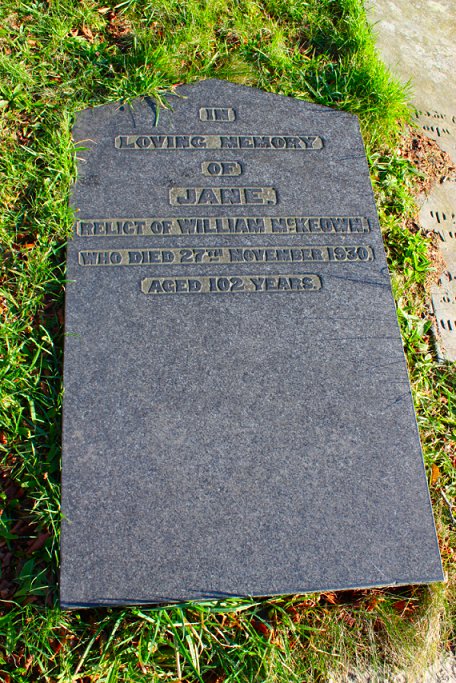 IN
LOVING MEMORY
OF
JANE.
RELICT OF WILLIAM McKEOWN.
WHO DIED 27TH NOVEMBER 1930.
AGED 102 YEARS.